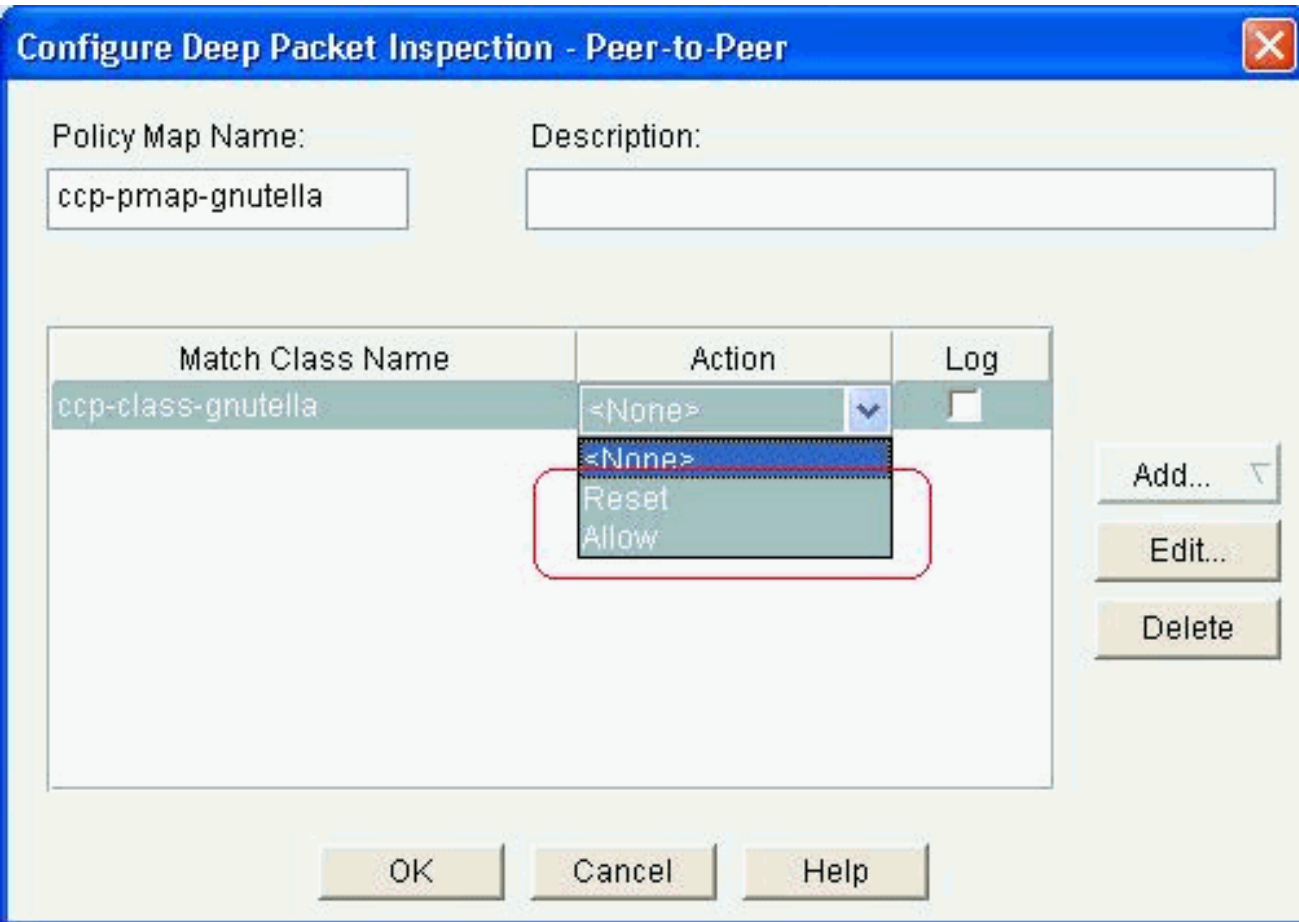 Configure Deep Packet Inspection - Peer-to-Peer
Policy Map Name:
Description:
ccp-pmap-gnutella
Match Class Name
Action
Log
ccp-class-gnutella
<None>
<None>
Reset
Allow
Add...
Edit...
Delete
OK
Cancel
Help